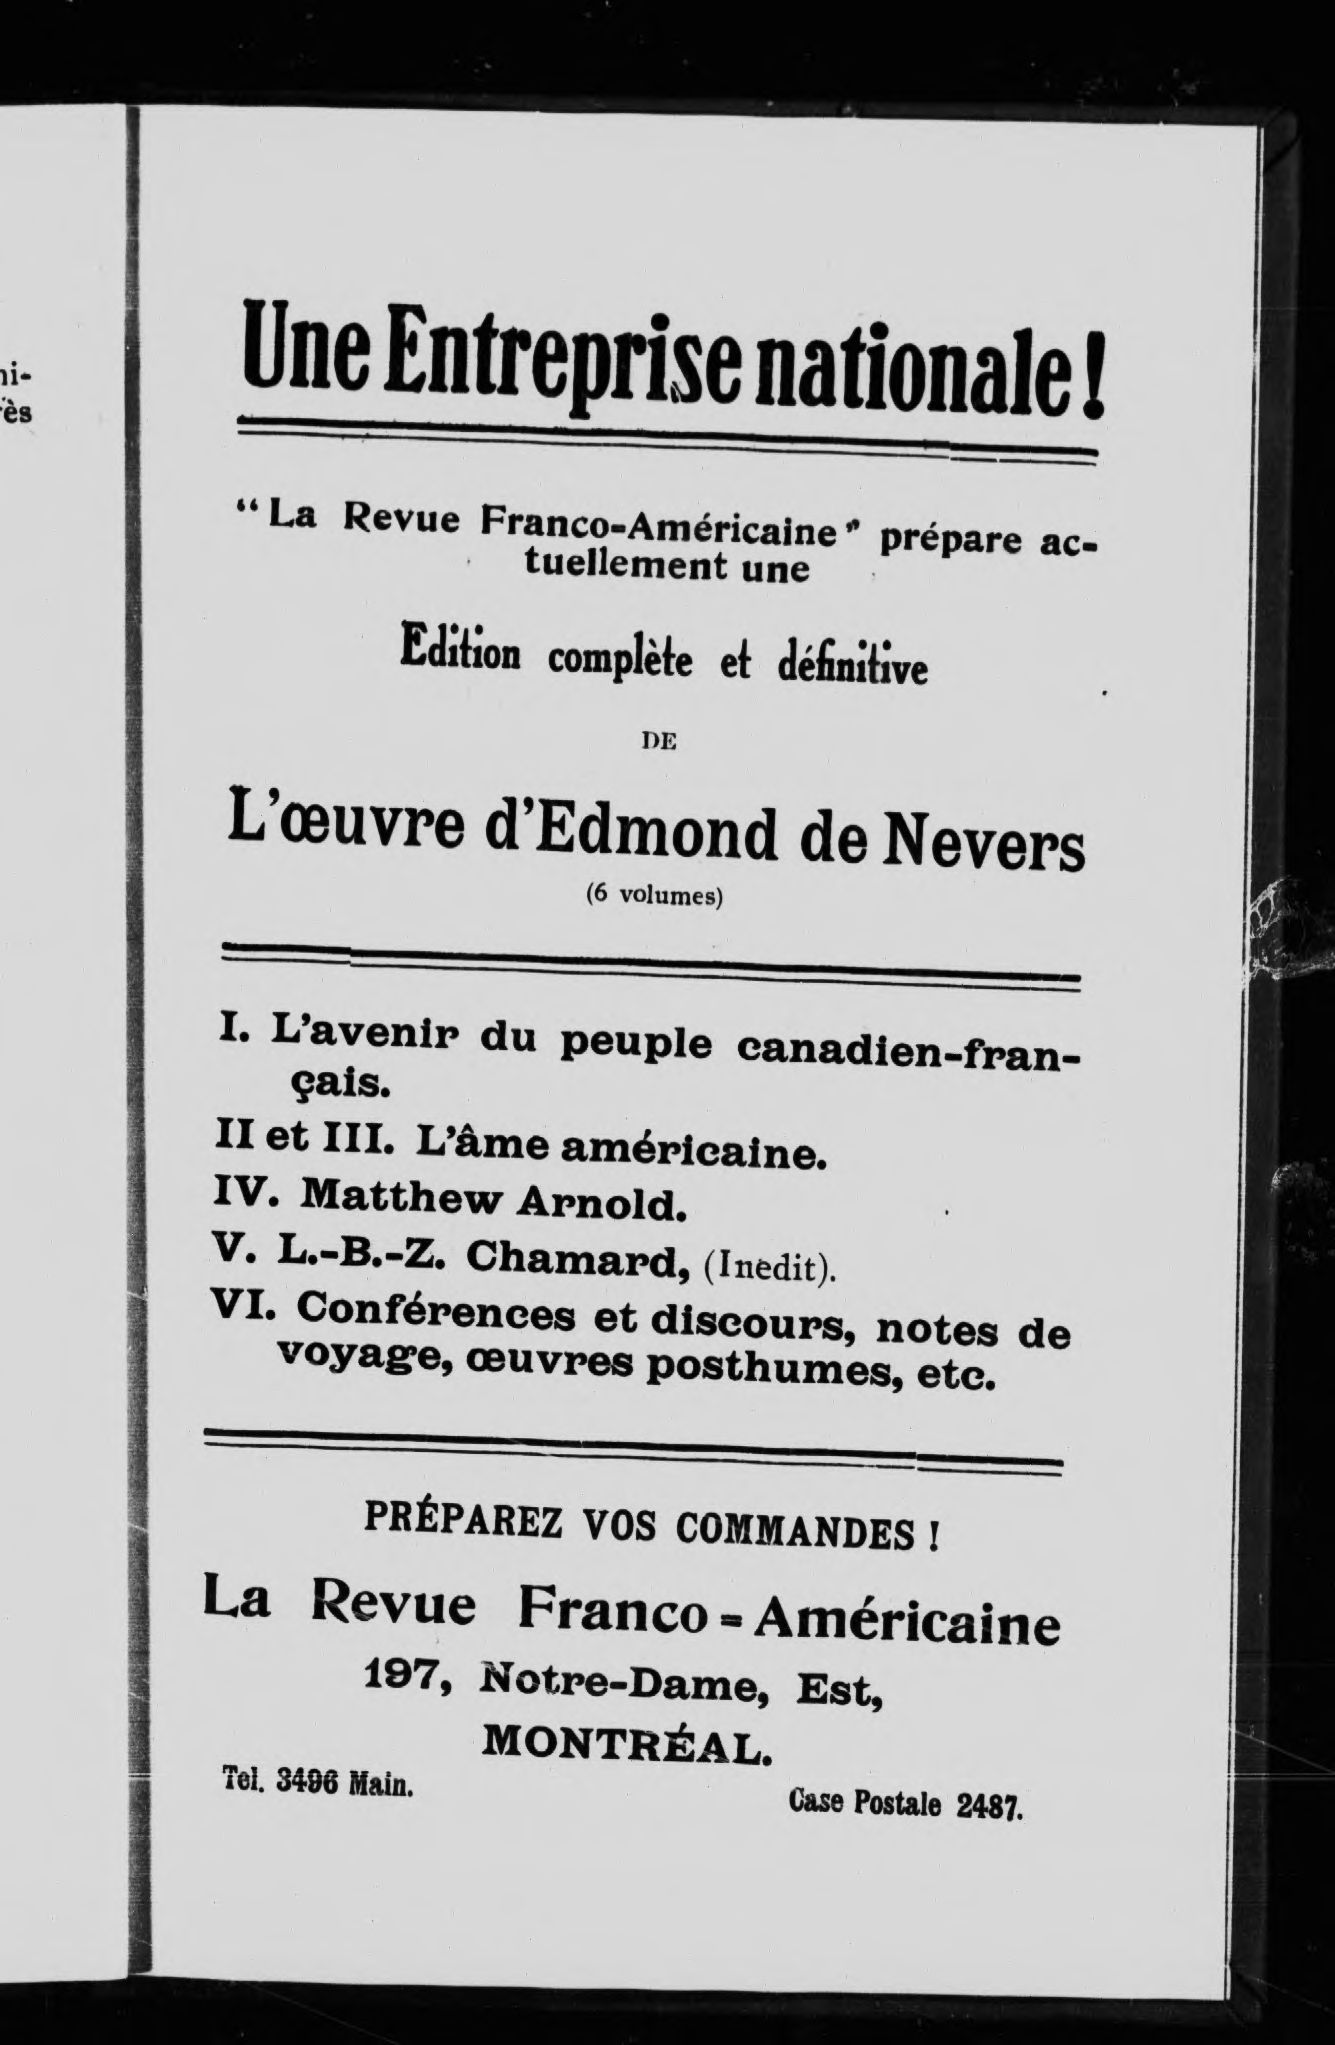 Une Entreprise nationale!
“La Revue Franco-Américaine” prépare ac-
tuellement une
Edition complète et définitive
DE
L’œuvre d’Edmond de Nevers
(6 volumes)
I. L’avenir du peuple canadien-fran-
çais.
II et III. L’âme américaine.
IV. Matthew Arnold.
V. L.-B.-Z. Chamard, (Inédit).
VI. Conférences et discours, notes de
voyage, œuvres posthumes, etc.
PRÉPAREZ VOS COMMANDES !
La Revue Franco-Américaine
197, Notre-Dame, Est,
MONTRÉAL.
Tel. 3496 Main.
Case Postale 2487.